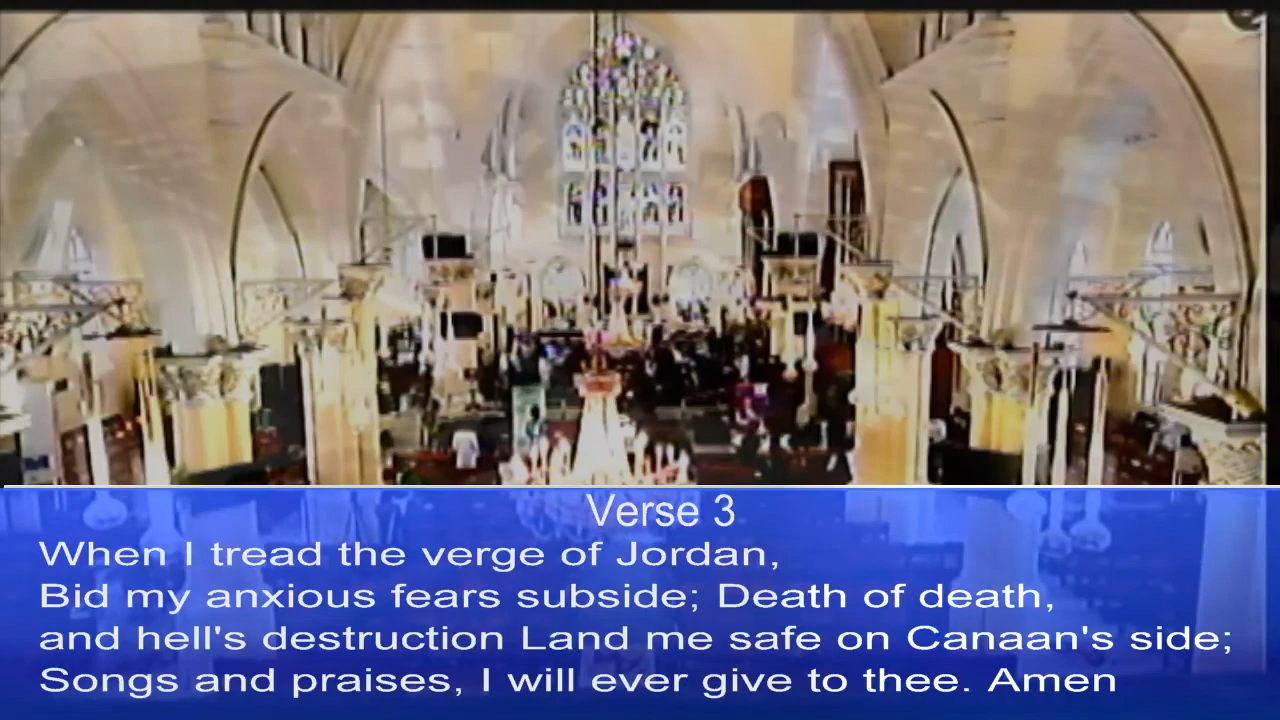 Verse 3
When I tread the verge of Jordan,
Bid my anxious fears subside; Death of death,
and hell's destruction Land me safe on Canaan's side;
Songs and praises, I will ever give to thee. Amen